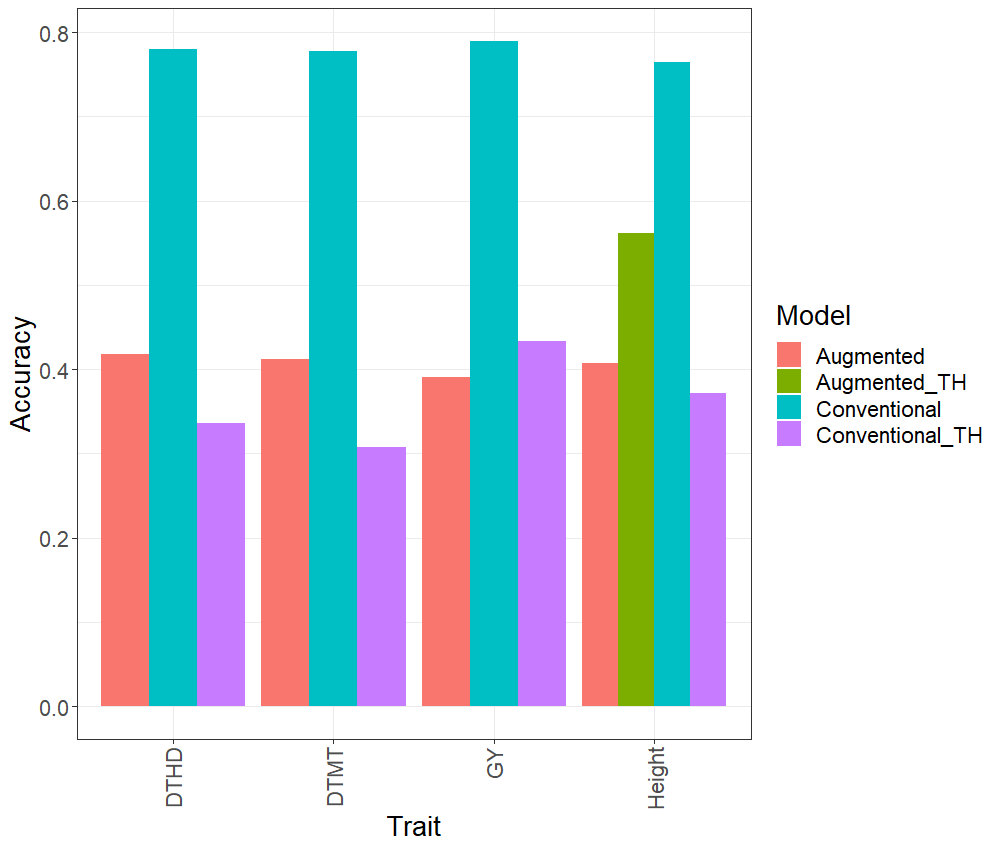 0.8
0.6
0.4
0.2
0.0
Accuracy
DTHD
DTMT
GY
Height
Trait
Model
Augmented
Augmented_TH
Conventional
Conventional_TH